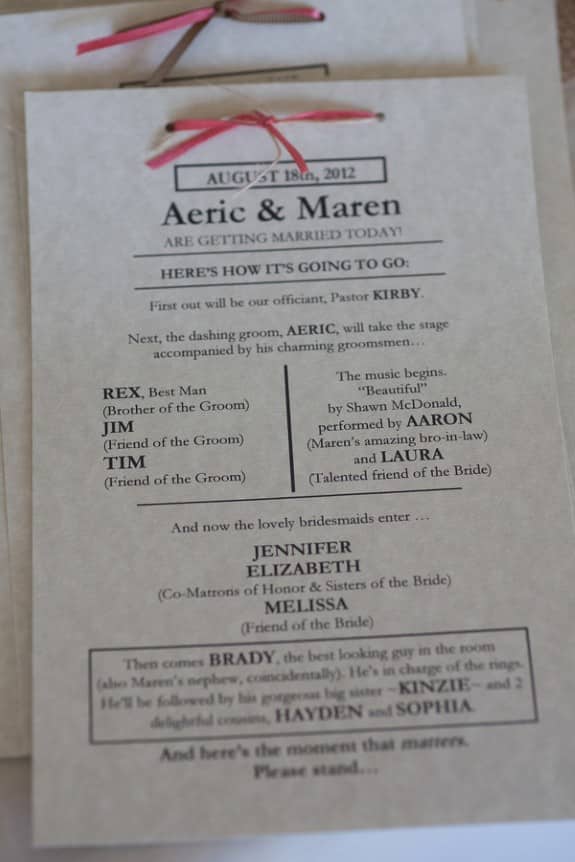 AUGUST 18th, 2012
Aeric & Maren
ARE GETTING MARRIED TODAY!
HERE'S HOW IT'S GOING TO GO:
First out will be our officiant, Pastor KIRBY.
Next, the dashing groom, AERIC, will take the stage
accompanied by his charming groomsmen…
REX, Best Man
(Brother of the Groom)
JIM
(Friend of the Groom)
TIM
(Friend of the Groom)
The music begins.
"Beautiful"
by Shawn McDonald,
performed by AARON
(Maren's amazing bro-in-law)
and LAURA
(Talented friend of the Bride)
And now the lovely bridesmaids enter …
JENNIFER
ELIZABETH
(Co-Matrons of Honor & Sisters of the Bride)
MELISSA
(Friend of the Bride)
Then comes BRADY, the best looking guy in the room
(also Maren's nephew, coincidentally). He's in charge of the rings.
He'll be followed by his gorgeous big sister ~KINZIE~ and 2
delightful cousins, HAYDEN and SOPHIA.
And here's the moment that matters.
Please stand…